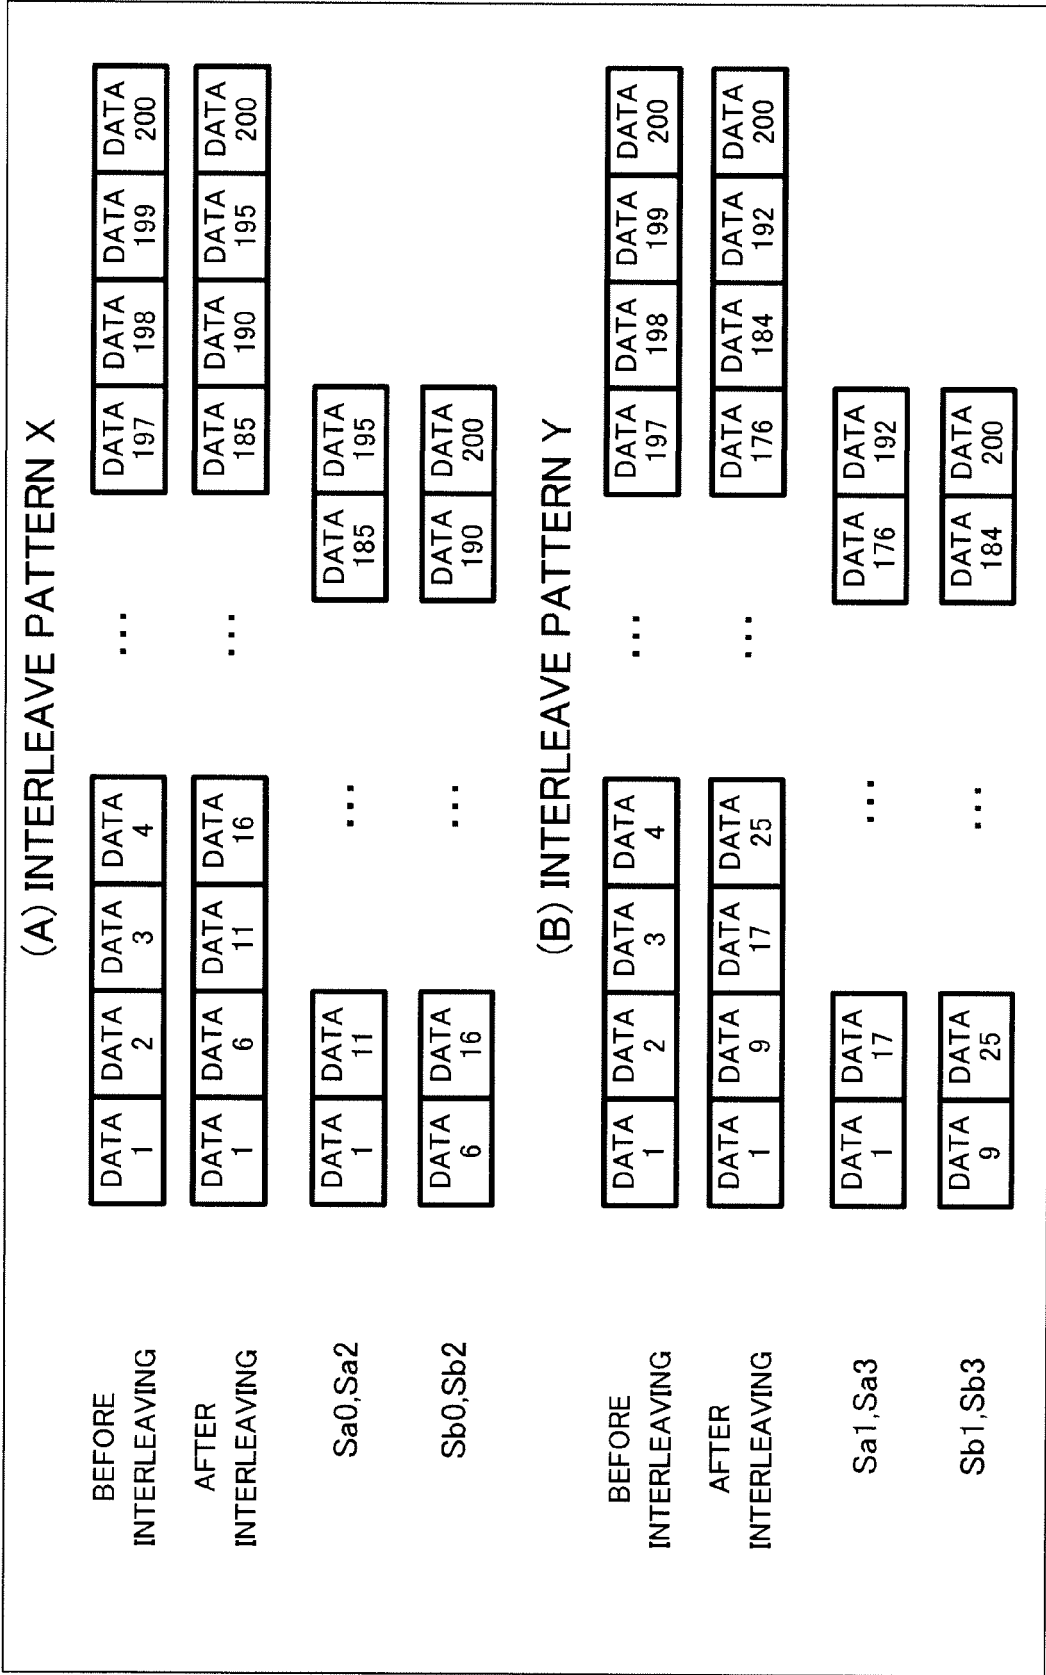 (A) INTERLEAVE PATTERN X
BEFORE
INTERLEAVING
DATA DATA DATA DATA ... DATA DATA DATA DATA
1 2 3 4 197 198 199 200
AFTER
INTERLEAVING
DATA DATA DATA DATA ... DATA DATA DATA DATA
1 6 11 16 185 190 195 200
Sa0,Sa2
DATA DATA ... DATA DATA
1 11 185 195
Sb0,Sb2
DATA DATA ... DATA DATA
6 16 190 200
(B) INTERLEAVE PATTERN Y
BEFORE
INTERLEAVING
DATA DATA DATA DATA ... DATA DATA DATA DATA
1 2 3 4 197 198 199 200
AFTER
INTERLEAVING
DATA DATA DATA DATA ... DATA DATA DATA DATA
1 9 17 25 176 184 192 200
Sa1,Sa3
DATA DATA ... DATA DATA
1 17 176 192
Sb1,Sb3
DATA DATA ... DATA DATA
9 25 184 200